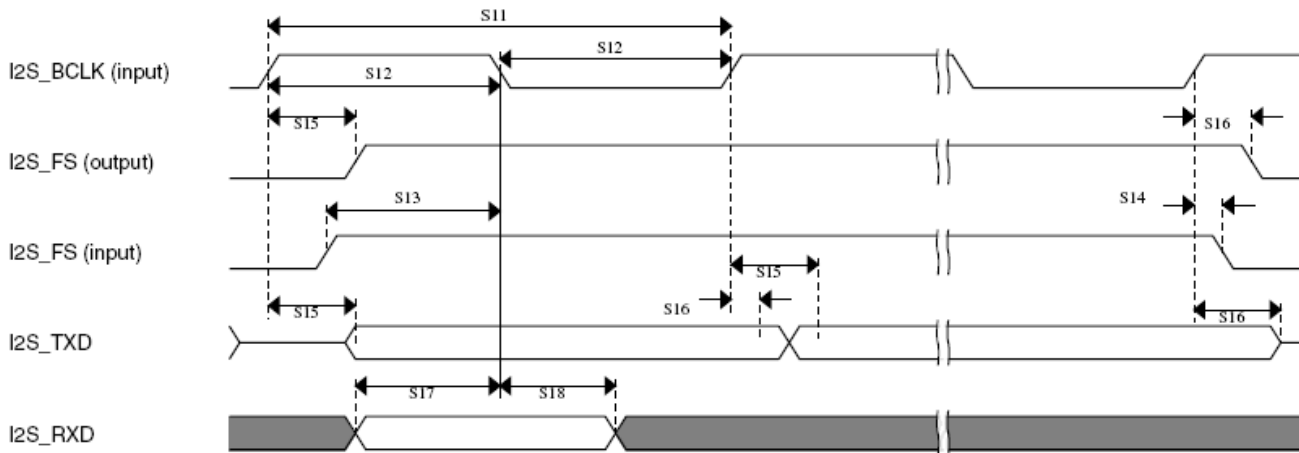 S11
I2S_BCLK (input)
S12
S12
S15
S16
I2S_FS (output)
S13
S14
I2S_FS (input)
S15
S15
S16
S16
I2S_TXD
S17
S18
I2S_RXD